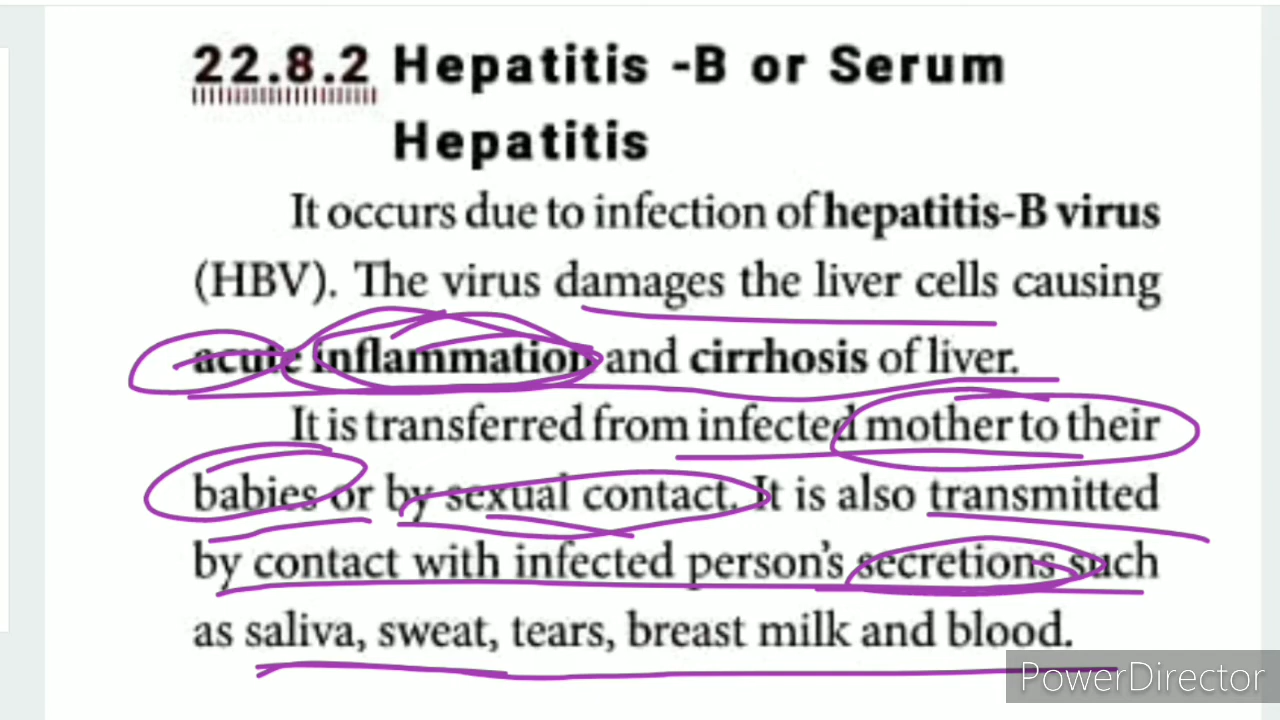 22.8.2 Hepatitis -B or Serum
Hepatitis
It occurs due to infection of hepatitis-B virus
(HBV). The virus damages the liver cells causing
acute inflammation and cirrhosis of liver.
It is transferred from infected mother to their
babies or by sexual contact. It is also transmitted
by contact with infected person’s secretions such
as saliva, sweat, tears, breast milk and blood.
PowerDirector